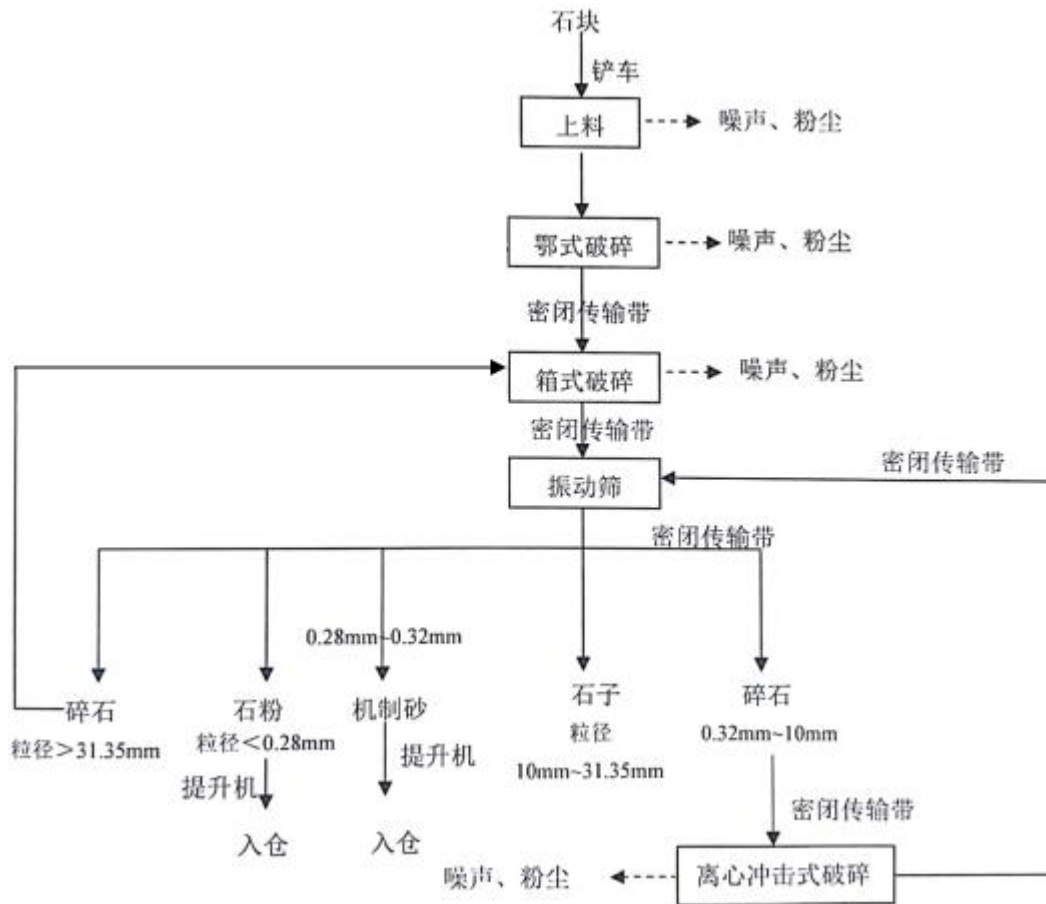 石块
铲车
上料
噪声、粉尘
鄂式破碎
噪声、粉尘
密闭传输带
箱式破碎
噪声、粉尘
密闭传输带
振动筛
密闭传输带
密闭传输带
0.28mm~0.32mm
碎石
石粉
机制砂
石子
碎石
粒径>31.35mm
粒径<0.28mm
粒径
0.32mm~10mm
提升机
提升机
10mm~31.35mm
密闭传输带
入仓
入仓
噪声、粉尘
离心冲击式破碎